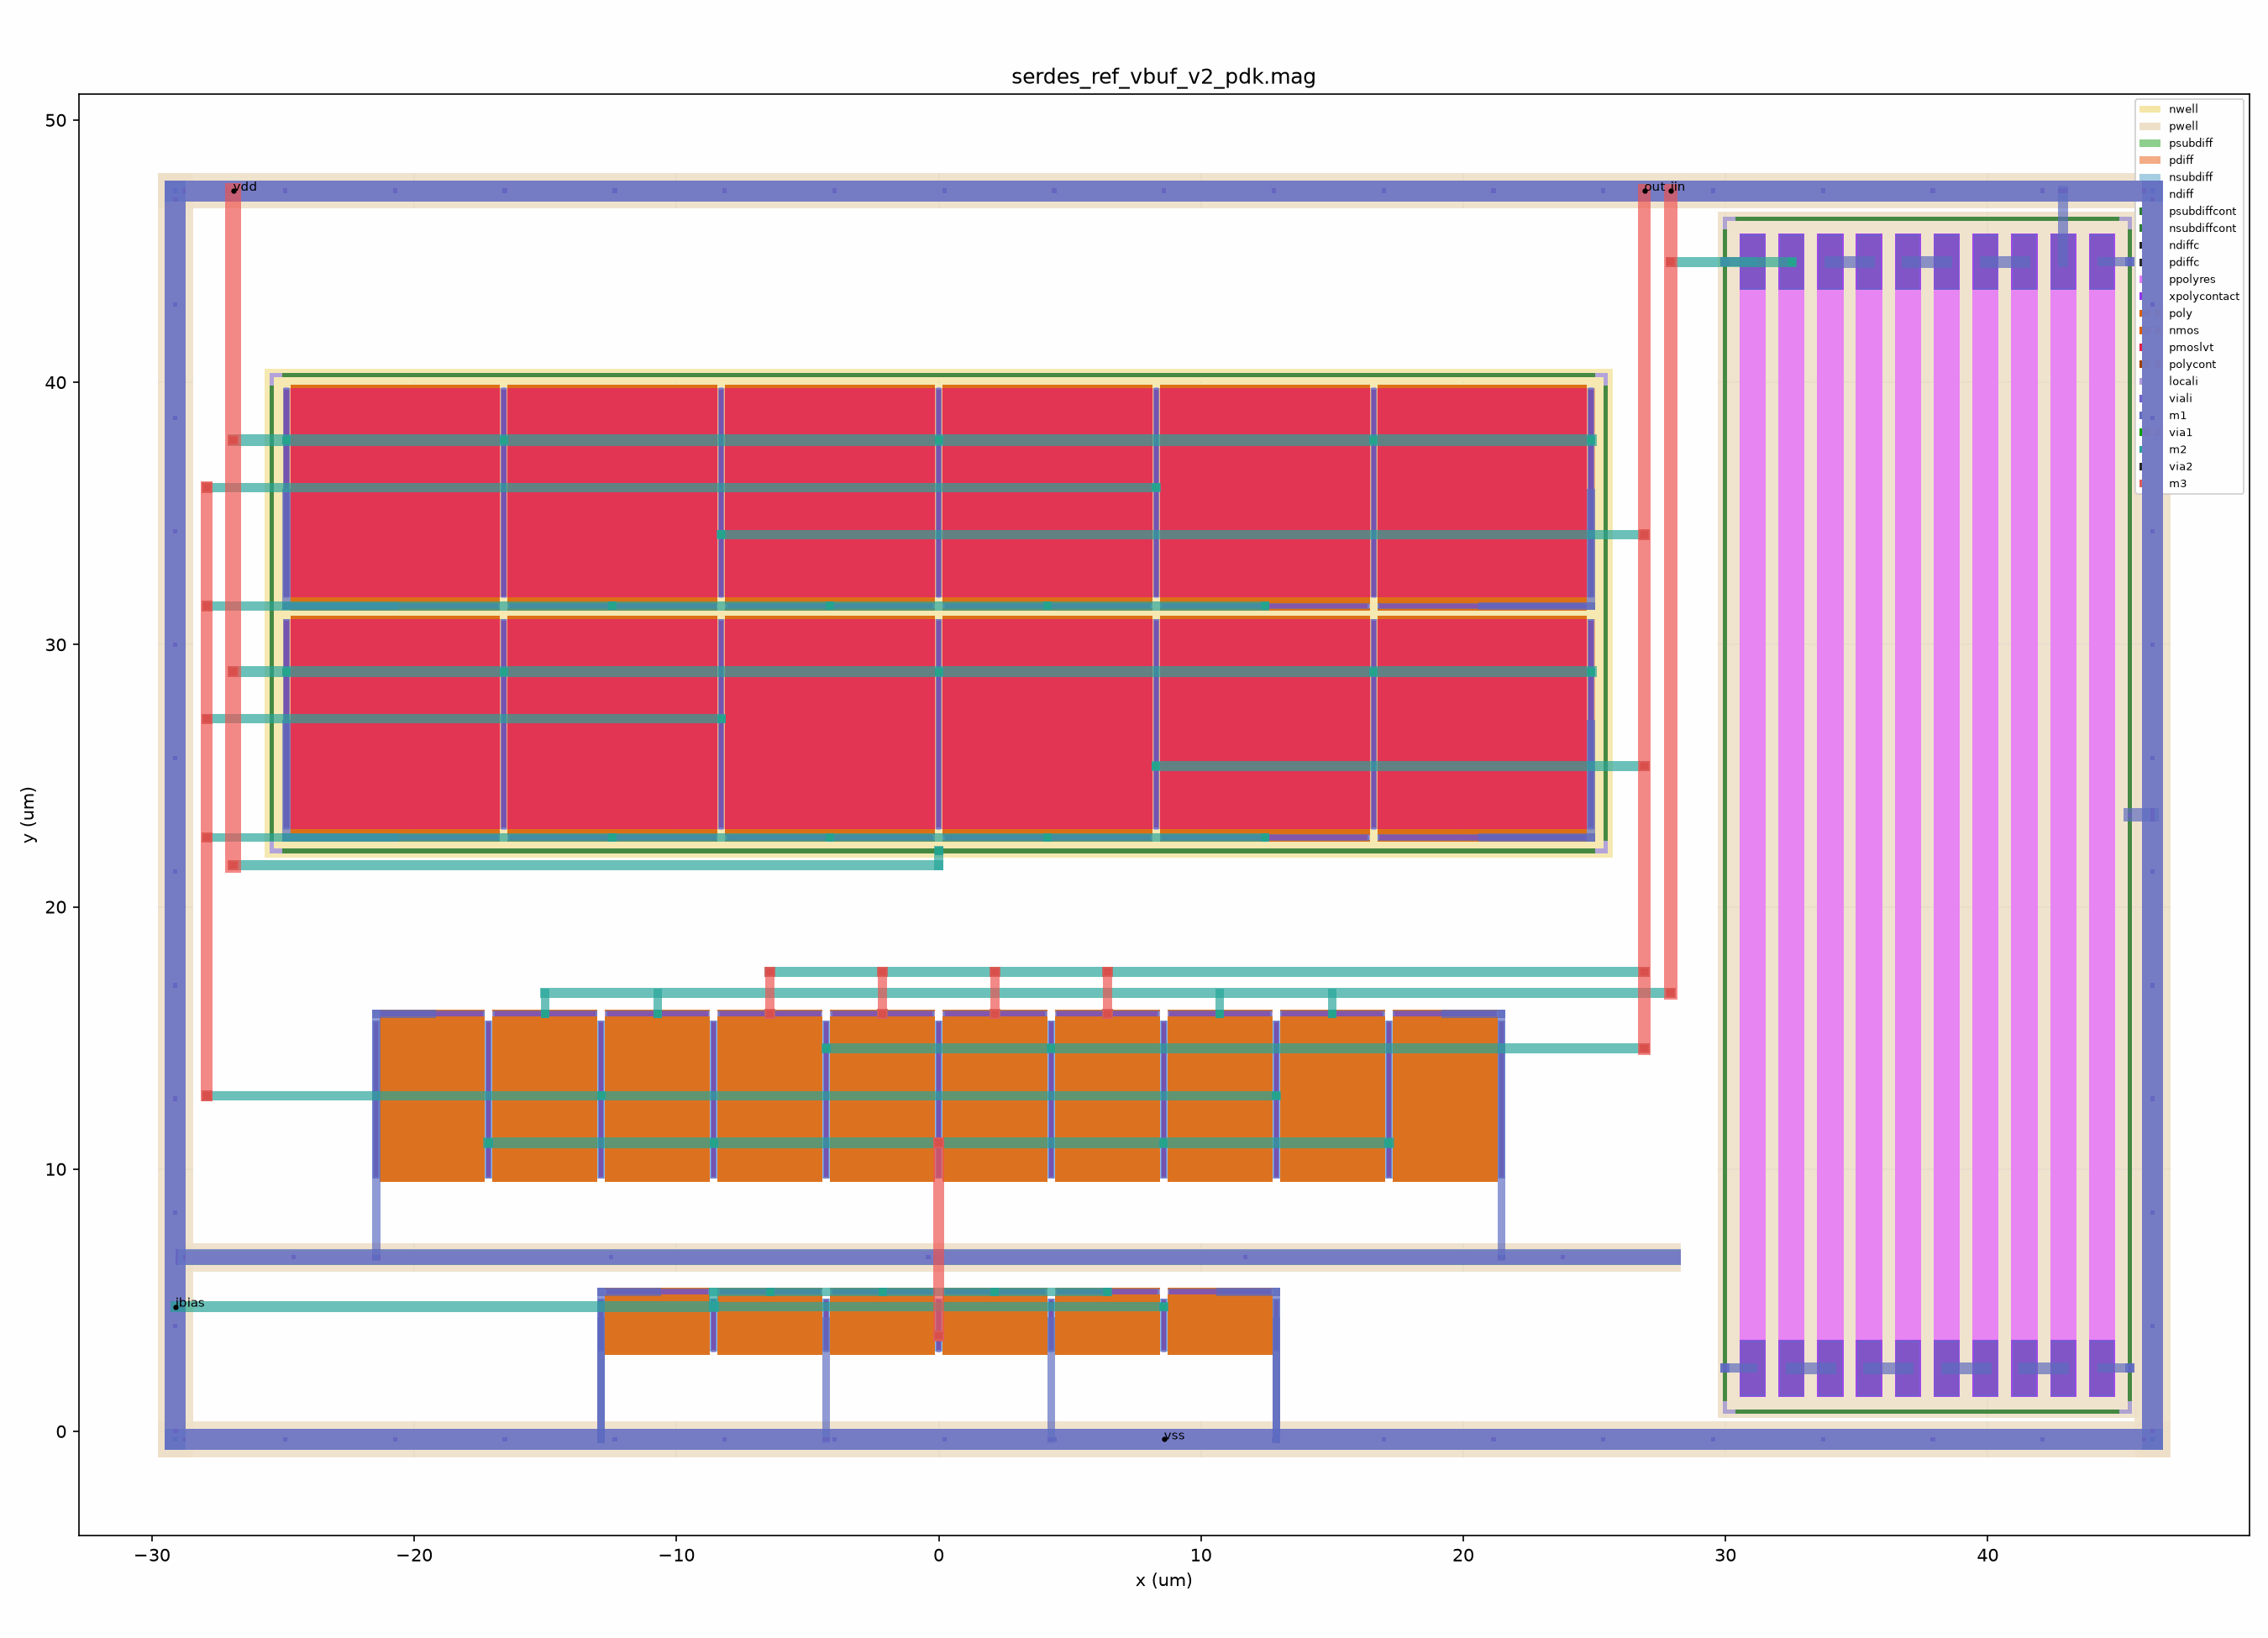 serdes_ref_vbuf_v2_pdk.mag
50
40
30
20
10
0
y (um)
−30
−20
−10
0
10
20
30
40
x (um)
vdd
out
iin
ibias
vss
nwell
pwell
psubdiff
pdiff
nsubdiff
ndiff
psubdiffcont
nsubdiffcont
ndiffc
pdiffc
ppolyres
xpolycontact
poly
nmos
pmoslvt
polycont
locali
viali
m1
via1
m2
via2
m3